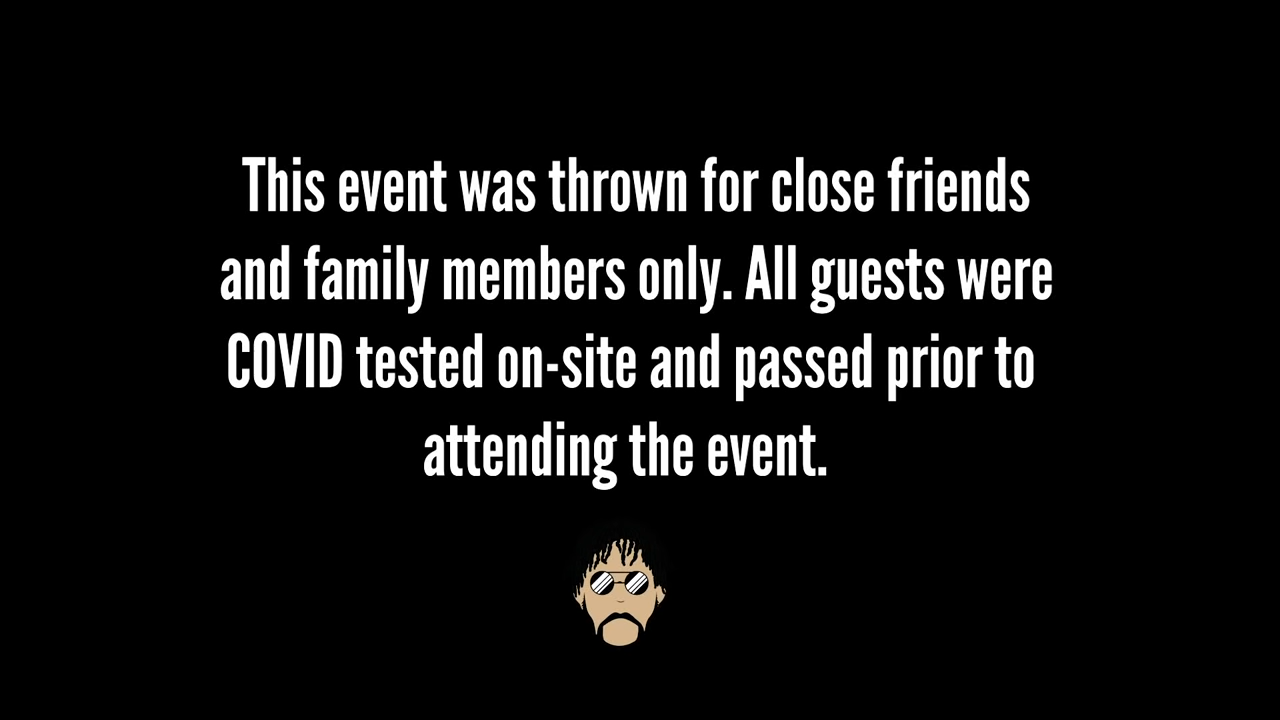 This event was thrown for close friends
and family members only. All guests were
COVID tested on-site and passed prior to
attending the event.